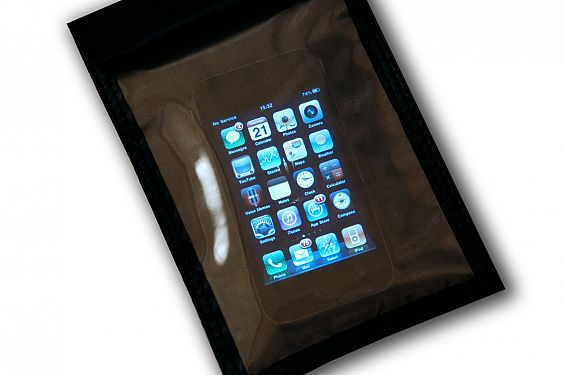 No Service 15:32 74%
21
Messages Calendar Photos Camera
YouTube Stocks Maps Weather
Voice Memos Notes Clock Calculator
Settings iTunes App Store Compass
Phone Mail Safari iPod